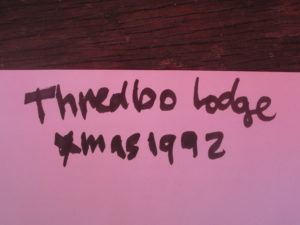 Thredbo lodge
xmas 1992